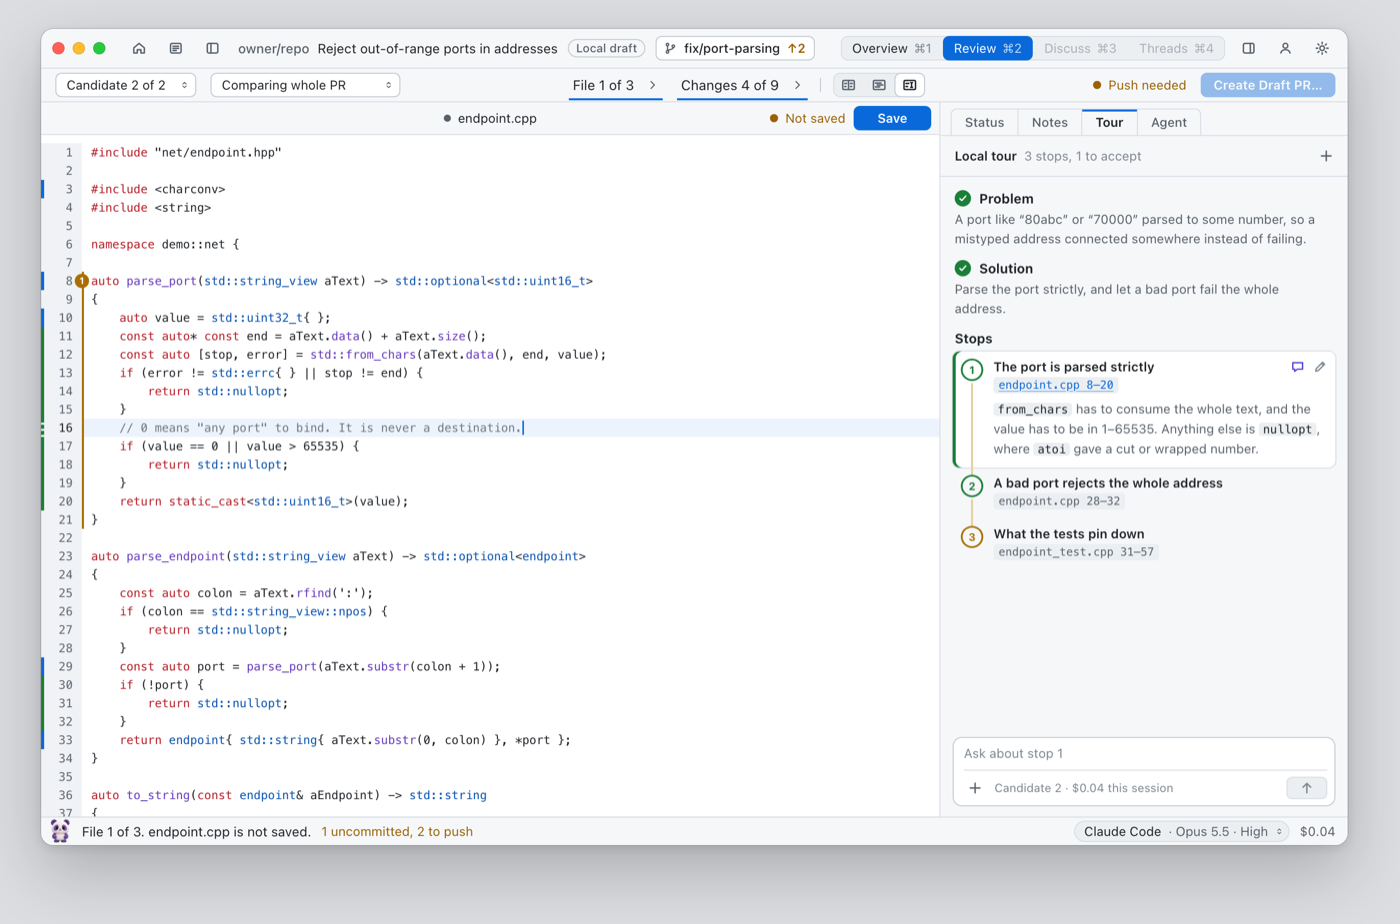 owner/repo Reject out-of-range ports in addresses Local draft fix/port-parsing ↑2 Overview ⌘1 Review ⌘2 Discuss ⌘3 Threads ⌘4
Candidate 2 of 2 Comparing whole PR File 1 of 3 Changes 4 of 9 Push needed Create Draft PR...
endpoint.cpp Not saved Save
1 #include "net/endpoint.hpp"
2
3 #include <charconv>
4 #include <string>
5
6 namespace demo::net {
7
8 1 auto parse_port(std::string_view aText) -> std::optional<std::uint16_t>
9 {
10     auto value = std::uint32_t{ };
11     const auto* const end = aText.data() + aText.size();
12     const auto [stop, error] = std::from_chars(aText.data(), end, value);
13     if (error != std::errc{ } || stop != end) {
14         return std::nullopt;
15     }
16     // 0 means "any port" to bind. It is never a destination.
17     if (value == 0 || value > 65535) {
18         return std::nullopt;
19     }
20     return static_cast<std::uint16_t>(value);
21 }
22
23 auto parse_endpoint(std::string_view aText) -> std::optional<endpoint>
24 {
25     const auto colon = aText.rfind(':');
26     if (colon == std::string_view::npos) {
27         return std::nullopt;
28     }
29     const auto port = parse_port(aText.substr(colon + 1));
30     if (!port) {
31         return std::nullopt;
32     }
33     return endpoint{ std::string{ aText.substr(0, colon) }, *port };
34 }
35
36 auto to_string(const endpoint& aEndpoint) -> std::string
37 {
Status Notes Tour Agent
Local tour 3 stops, 1 to accept
Problem
A port like “80abc” or “70000” parsed to some number, so a
mistyped address connected somewhere instead of failing.
Solution
Parse the port strictly, and let a bad port fail the whole
address.
Stops
1 The port is parsed strictly
endpoint.cpp 8–20
from_chars has to consume the whole text, and the
value has to be in 1–65535. Anything else is nullopt,
where atoi gave a cut or wrapped number.
2 A bad port rejects the whole address
endpoint.cpp 28–32
3 What the tests pin down
endpoint_test.cpp 31–57
Ask about stop 1
Candidate 2 · $0.04 this session
File 1 of 3. endpoint.cpp is not saved. 1 uncommitted, 2 to push Claude Code · Opus 5.5 · High $0.04